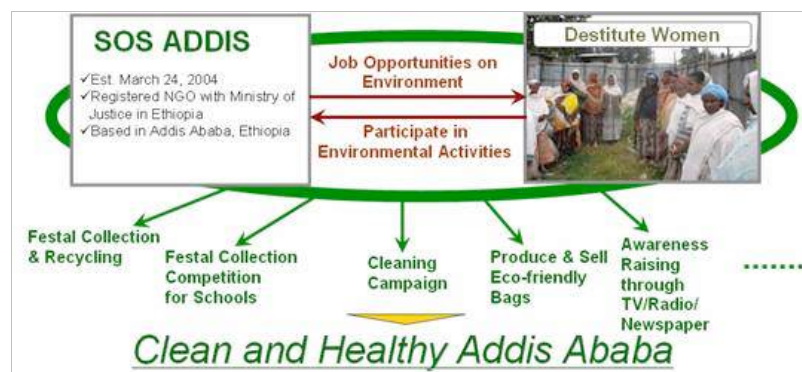 SOS ADDIS
✓Est. March 24, 2004
✓Registered NGO with Ministry of
Justice in Ethiopia
✓Based in Addis Ababa, Ethiopia
Job Opportunities on
Environment
Participate in
Environmental Activities
Destitute Women
Festal Collection
& Recycling
Festal Collection
Competition
for Schools
Cleaning
Campaign
Produce & Sell
Eco-friendly
Bags
Awareness
Raising
through
TV/Radio/
Newspaper
Clean and Healthy Addis Ababa